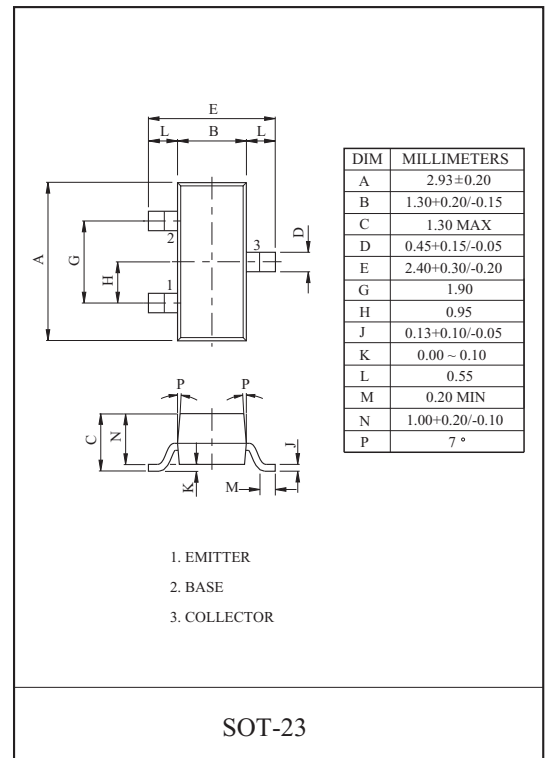 E
L B L
A
G
H
2
1
3
D
DIM MILLIMETERS
A 2.93±0.20
B 1.30+0.20/-0.15
C 1.30 MAX
D 0.45+0.15/-0.05
E 2.40+0.30/-0.20
G 1.90
H 0.95
J 0.13+0.10/-0.05
K 0.00 ~ 0.10
L 0.55
M 0.20 MIN
N 1.00+0.20/-0.10
P 7 °
P P
C
N
K
M
J
1. EMITTER
2. BASE
3. COLLECTOR
SOT-23